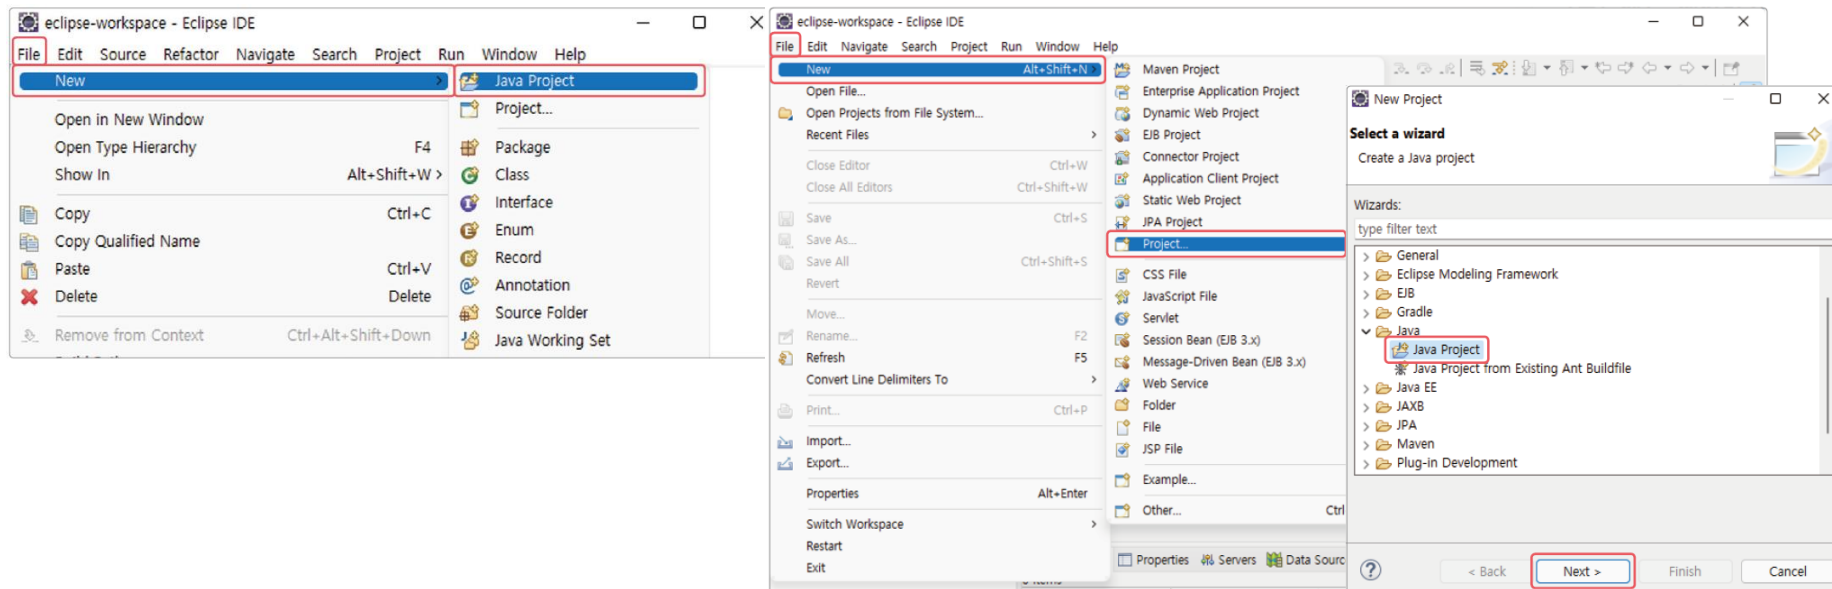 eclipse-workspace - Eclipse IDE
File Edit Source Refactor Navigate Search Project Run Window Help
New
Open in New Window
Open Type Hierarchy F4
Show In Alt+Shift+W >
Copy Ctrl+C
Copy Qualified Name
Paste Ctrl+V
Delete Delete
Remove from Context Ctrl+Alt+Shift+Down
Java Project
Project...
Package
Class
Interface
Enum
Record
Annotation
Source Folder
Java Working Set
eclipse-workspace - Eclipse IDE
File Edit Navigate Search Project Run Window Help
New Alt+Shift+N >
Open File...
Open Projects from File System...
Recent Files >
Close Editor Ctrl+W
Close All Editors Ctrl+Shift+W
Save Ctrl+S
Save As...
Save All Ctrl+Shift+S
Revert
Move...
Rename... F2
Refresh F5
Convert Line Delimiters To >
Print... Ctrl+P
Import...
Export...
Properties Alt+Enter
Switch Workspace >
Restart
Exit
Maven Project
Enterprise Application Project
Dynamic Web Project
EJB Project
Connector Project
Application Client Project
Static Web Project
JPA Project
Project...
CSS File
JavaScript File
Servlet
Session Bean (EJB 3.x)
Message-Driven Bean (EJB 3.x)
Web Service
Folder
File
JSP File
Example...
Other... Ctrl
Properties Servers Data Sourc
New Project
Select a wizard
Create a Java project
Wizards:
type filter text
General
Eclipse Modeling Framework
EJB
Gradle
Java
Java Project
Java Project from Existing Ant Buildfile
Java EE
JAXB
JPA
Maven
Plug-in Development
< Back Next > Finish Cancel